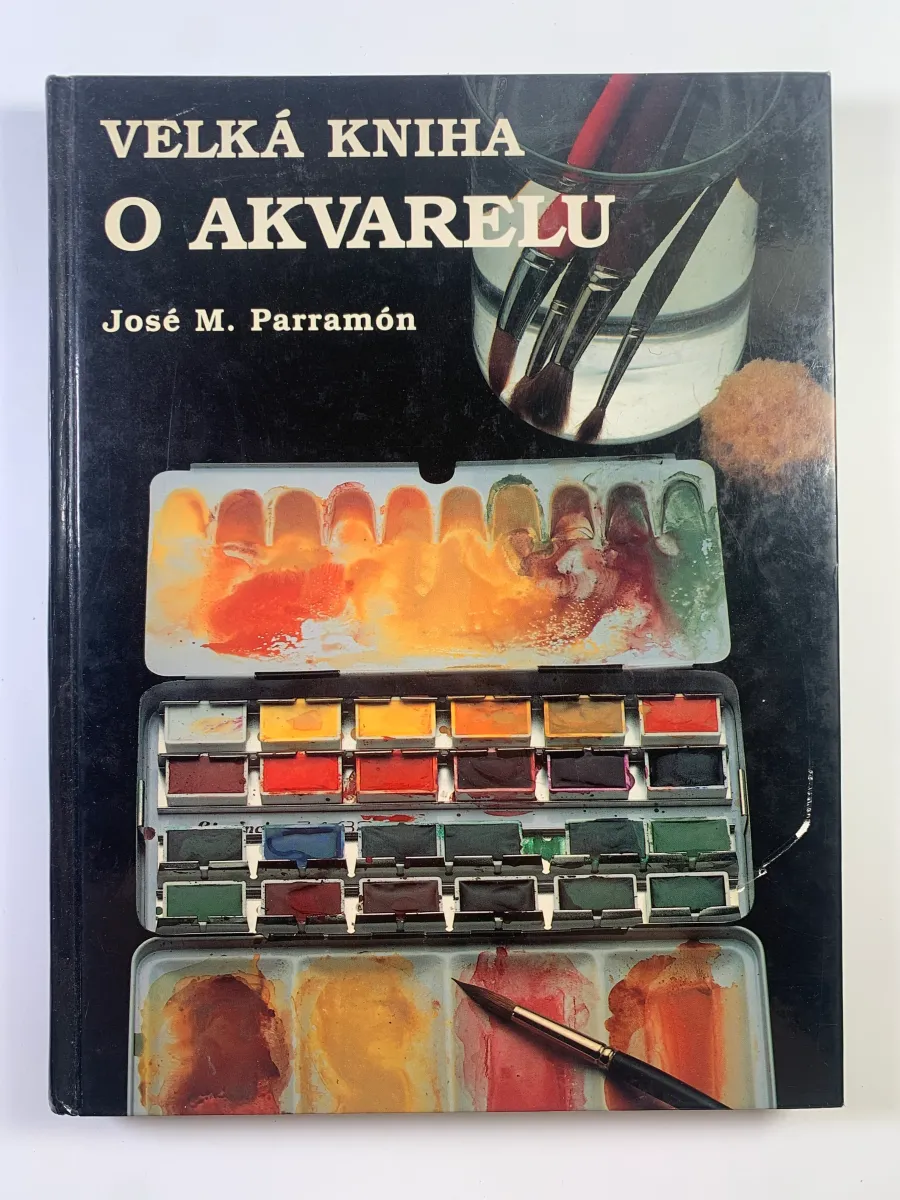 VELKÁ KNIHA
O AKVARELU
José M. Parramón